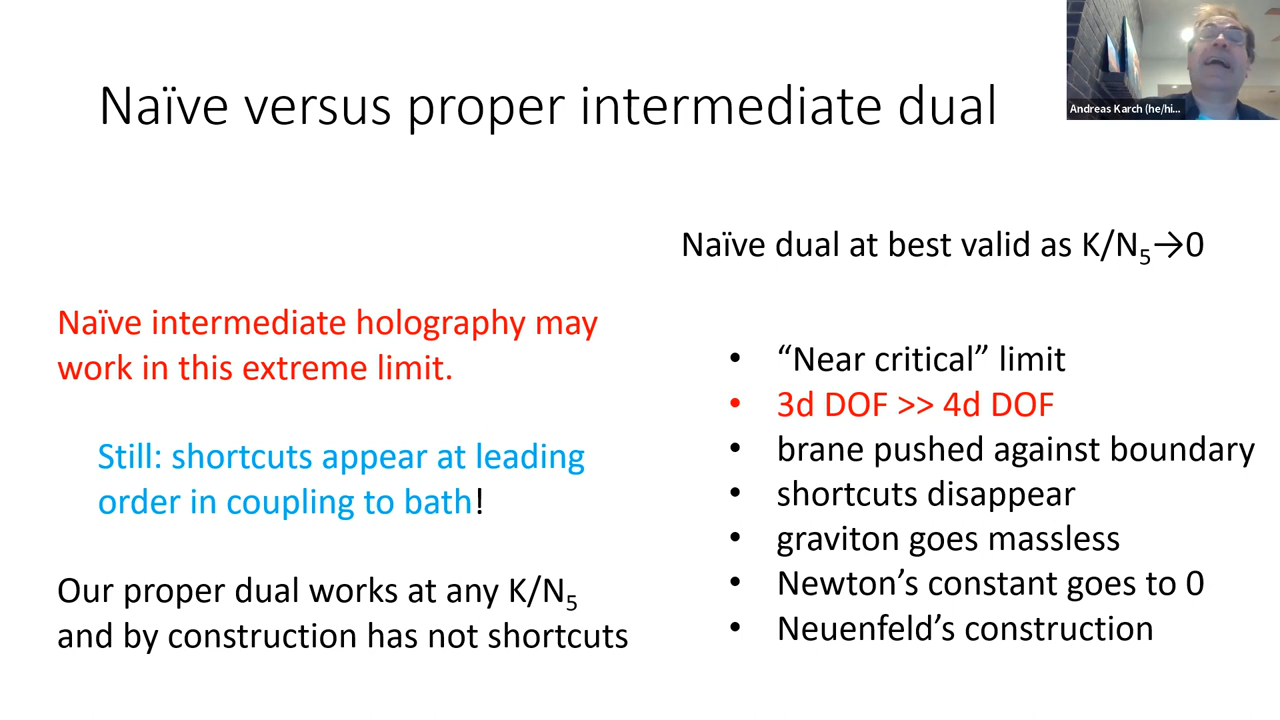 Naïve versus proper intermediate dual
Andreas Karch (he/hi...
Naïve dual at best valid as K/N₅→0
Naïve intermediate holography may
work in this extreme limit.
Still: shortcuts appear at leading
order in coupling to bath!
Our proper dual works at any K/N₅
and by construction has not shortcuts
• “Near critical” limit
• 3d DOF >> 4d DOF
• brane pushed against boundary
• shortcuts disappear
• graviton goes massless
• Newton’s constant goes to 0
• Neuenfeld’s construction